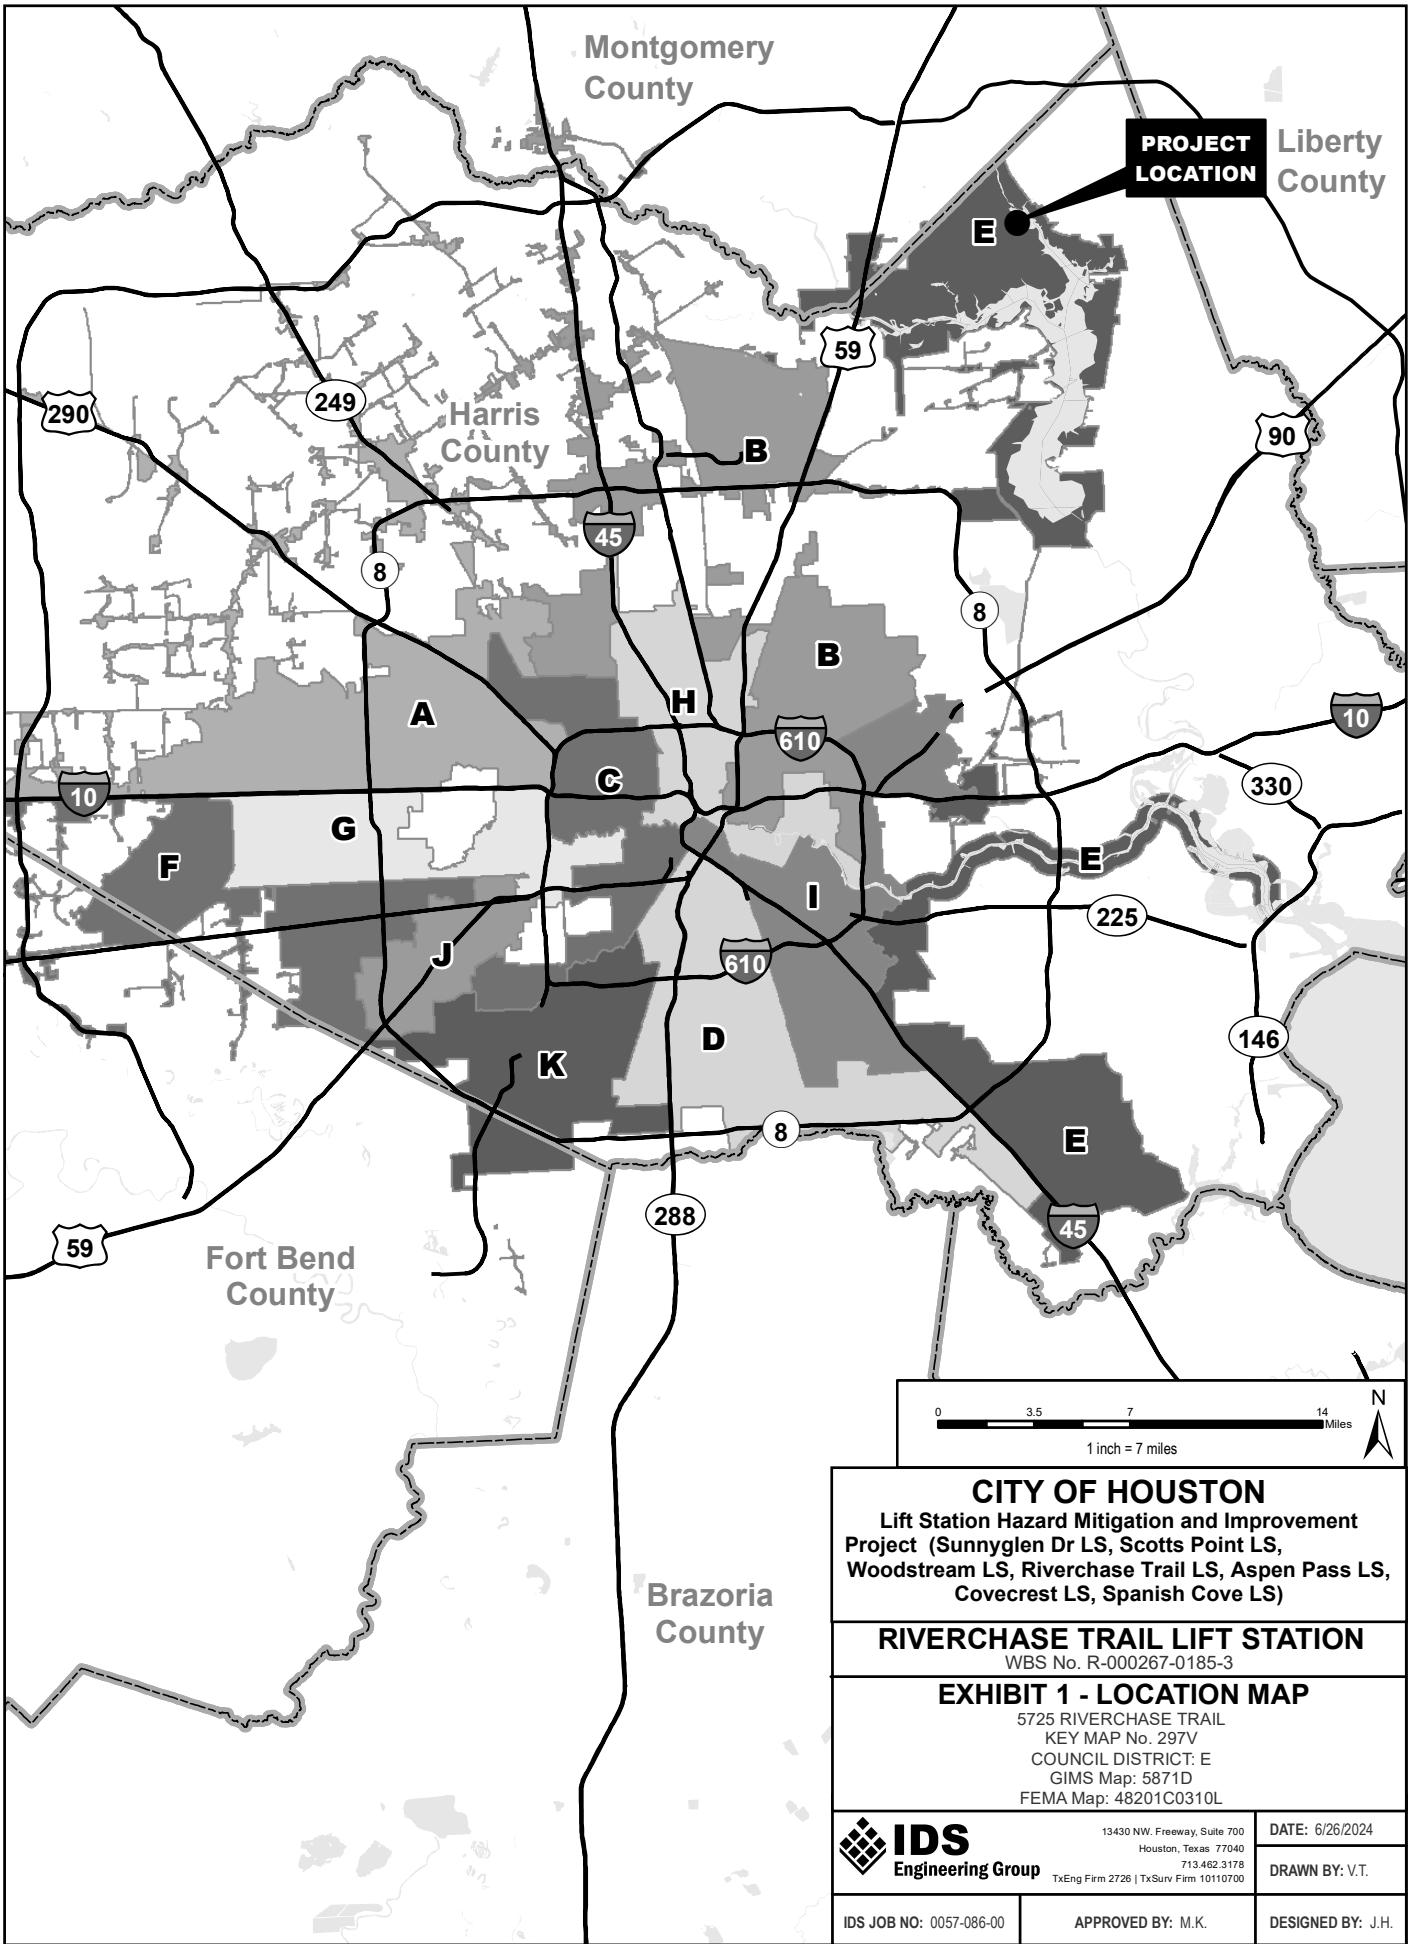 Montgomery
County
PROJECT
LOCATION
Liberty
County
E
59
290
249
Harris
County
90
B
45
8
8
B
H
A
10
610
C
330
10
G
F
E
I
225
J
610
D
146
K
8
E
288
45
59
Fort Bend
County
0 3.5 7 14
Miles
N
1 inch = 7 miles
CITY OF HOUSTON
Lift Station Hazard Mitigation and Improvement
Project (Sunnyglen Dr LS, Scotts Point LS,
Woodstream LS, Riverchase Trail LS, Aspen Pass LS,
Covecrest LS, Spanish Cove LS)
Brazoria
County
RIVERCHASE TRAIL LIFT STATION
WBS No. R-000267-0185-3
EXHIBIT 1 - LOCATION MAP
5725 RIVERCHASE TRAIL
KEY MAP No. 297V
COUNCIL DISTRICT: E
GIMS Map: 5871D
FEMA Map: 48201C0310L
IDS
Engineering Group
13430 NW. Freeway, Suite 700
Houston, Texas 77040
713.462.3178
TxEng Firm 2726 | TxSurv Firm 10110700
DATE: 6/26/2024
DRAWN BY: V.T.
IDS JOB NO: 0057-086-00
APPROVED BY: M.K.
DESIGNED BY: J.H.